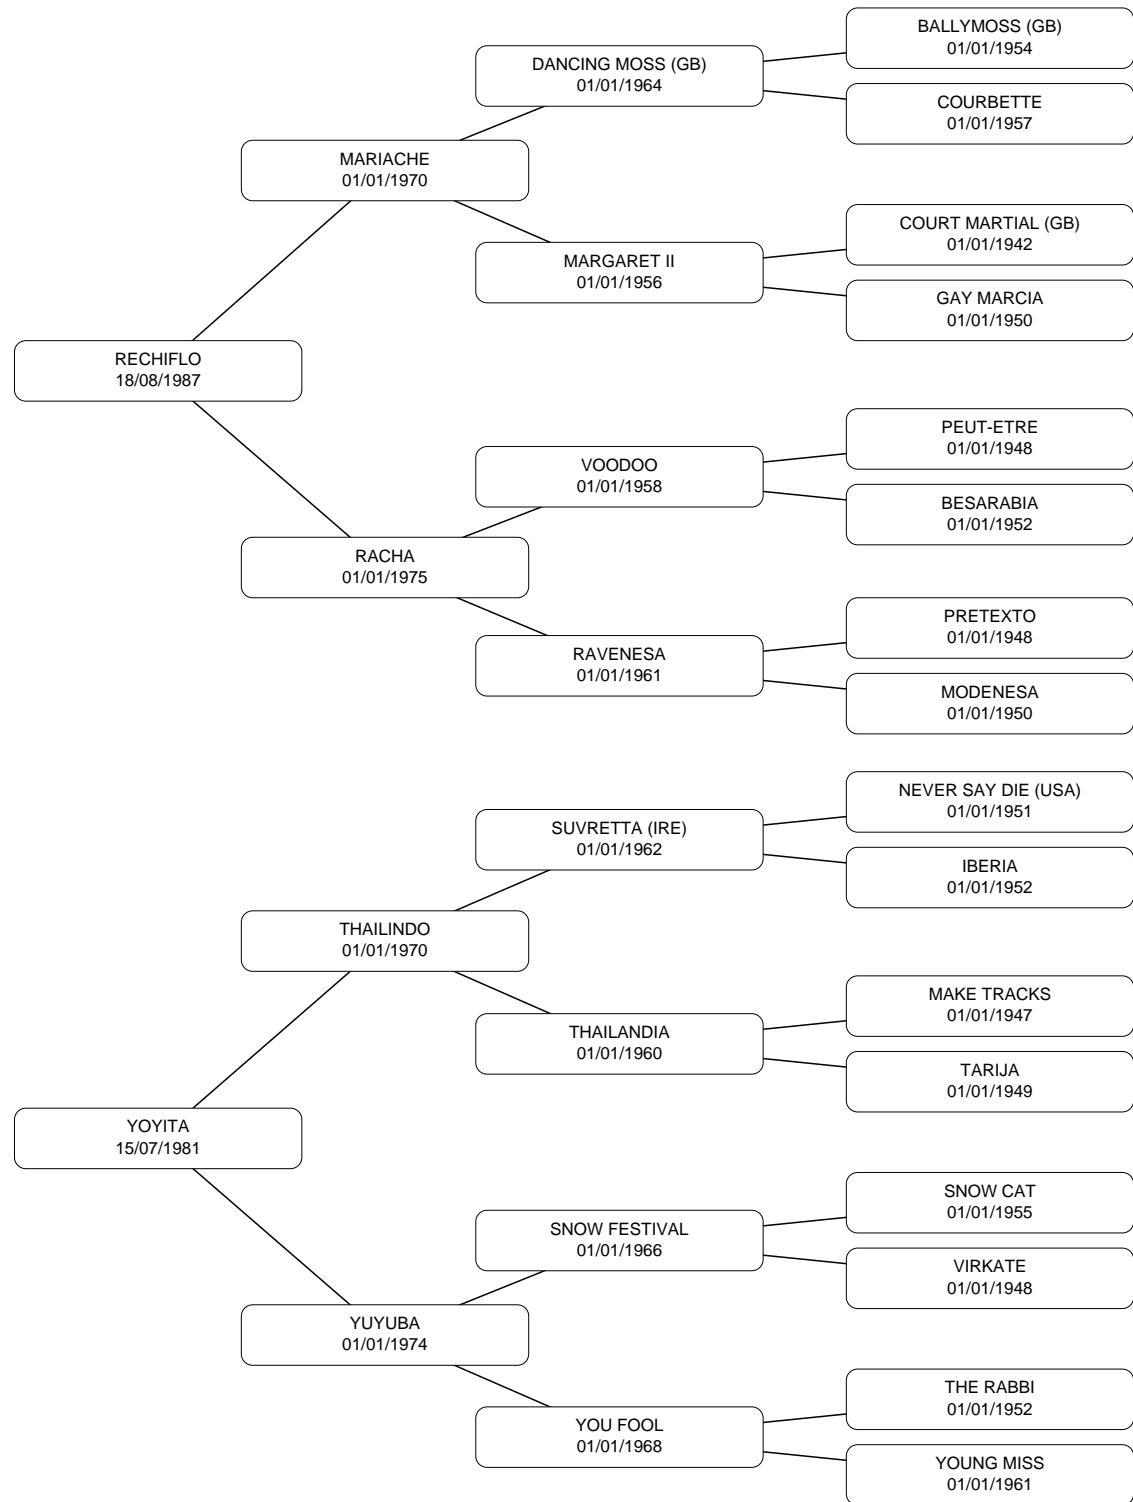 BALLYMOSS (GB)
01/01/1954
DANCING MOSS (GB)
01/01/1964
COURBETTE
01/01/1957
MARIACHE
01/01/1970
COURT MARTIAL (GB)
01/01/1942
MARGARET II
01/01/1956
GAY MARCIA
01/01/1950
RECHIFLO
18/08/1987
PEUT-ETRE
01/01/1948
VOODOO
01/01/1958
BESARABIA
01/01/1952
RACHA
01/01/1975
PRETEXTO
01/01/1948
RAVENESA
01/01/1961
MODENESA
01/01/1950
NEVER SAY DIE (USA)
01/01/1951
SUVRETTA (IRE)
01/01/1962
IBERIA
01/01/1952
THAILINDO
01/01/1970
MAKE TRACKS
01/01/1947
THAILANDIA
01/01/1960
TARIJA
01/01/1949
YOYITA
15/07/1981
SNOW CAT
01/01/1955
SNOW FESTIVAL
01/01/1966
VIRKATE
01/01/1948
YUYUBA
01/01/1974
THE RABBI
01/01/1952
YOU FOOL
01/01/1968
YOUNG MISS
01/01/1961